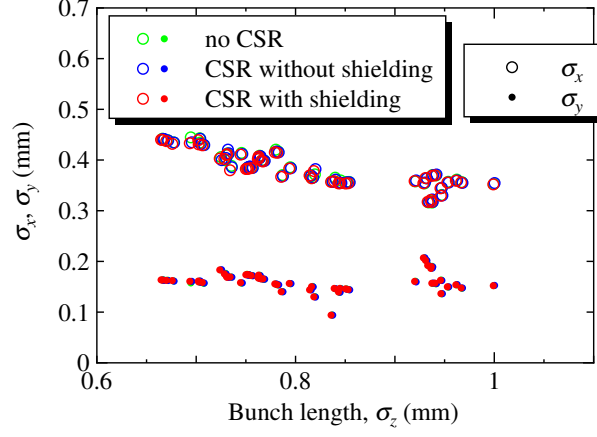 0.7
0.6
0.5
0.4
0.3
0.2
0.1
0
σx, σy (mm)
no CSR
CSR without shielding
CSR with shielding
σx
σy
0.6
0.8
1
Bunch length, σz (mm)